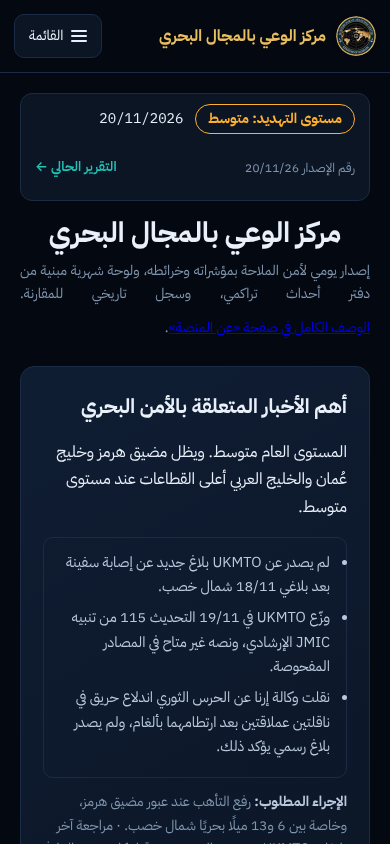 مركز الوعي بالمجال البحري
القائمة
مستوى التهديد: متوسط
20/11/2026
رقم الإصدار 20/11/26
التقرير الحالي ←
مركز الوعي بالمجال البحري
إصدار يومي لأمن الملاحة بمؤشراته وخرائطه، ولوحة شهرية مبنية من
دفتر أحداث تراكمي، وسجل تاريخي للمقارنة.
الوصف الكامل في صفحة «عن المنصة».
أهم الأخبار المتعلقة بالأمن البحري
المستوى العام متوسط. ويظل مضيق هرمز وخليج
عُمان والخليج العربي أعلى القطاعات عند مستوى
متوسط.
• لم يصدر عن UKMTO بلاغ جديد عن إصابة سفينة
بعد بلاغي 18/11 شمال خصب.
• وزّع UKMTO في 19/11 التحديث 115 من تنبيه
JMIC الإرشادي، ونصه غير متاح في المصادر
المفحوصة.
• نقلت وكالة إرنا عن الحرس الثوري اندلاع حريق في
ناقلتين عملاقتين بعد ارتطامهما بألغام، ولم يصدر
بلاغ رسمي يؤكد ذلك.
الإجراء المطلوب: رفع التأهب عند عبور مضيق هرمز،
وخاصة بين 6 و13 ميلًا بحريًا شمال خصب. · مراجعة آخر